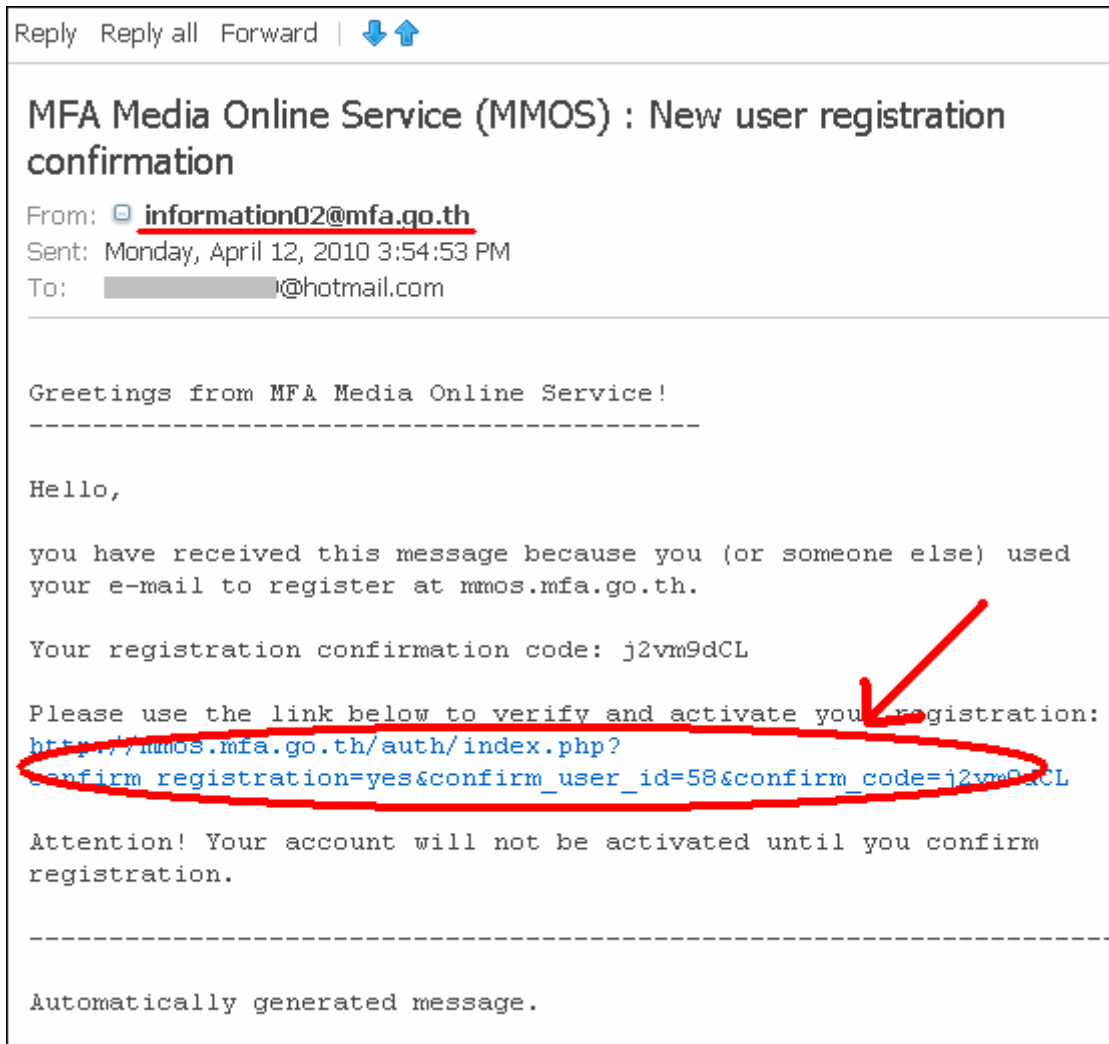 Reply Reply all Forward |
MFA Media Online Service (MMOS) : New user registration
confirmation
From: information02@mfa.go.th
Sent: Monday, April 12, 2010 3:54:53 PM
To: @hotmail.com
Greetings from MFA Media Online Service!
------------------------------------------
Hello,
you have received this message because you (or someone else) used
your e-mail to register at mmos.mfa.go.th.
Your registration confirmation code: j2vm9dCL
Please use the link below to verify and activate your registration:
http://mmos.mfa.go.th/auth/index.php?
confirm_registration=yes&confirm_user_id=58&confirm_code=j2vm9dCL
Attention! Your account will not be activated until you confirm
registration.
--------------------------------------------------------------------
Automatically generated message.